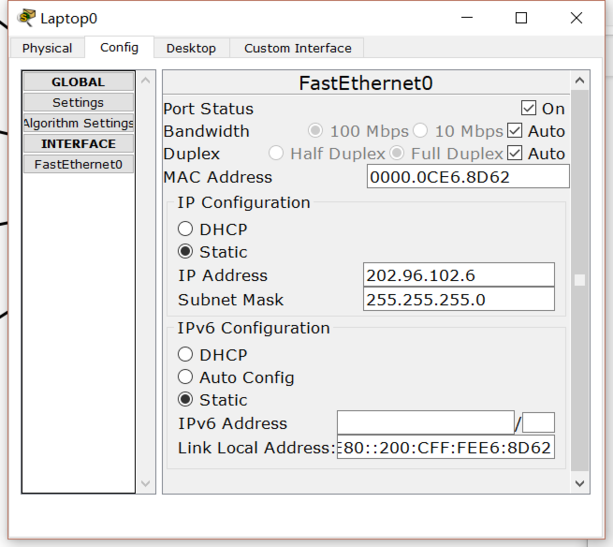 Laptop0
Physical Config Desktop Custom Interface
GLOBAL
Settings
Algorithm Settings
INTERFACE
FastEthernet0
FastEthernet0
Port Status On
Bandwidth 100 Mbps 10 Mbps Auto
Duplex Half Duplex Full Duplex Auto
MAC Address 0000.0CE6.8D62
IP Configuration
DHCP
Static
IP Address 202.96.102.6
Subnet Mask 255.255.255.0
IPv6 Configuration
DHCP
Auto Config
Static
IPv6 Address /
Link Local Address: E80::200:CFF:FEE6:8D62